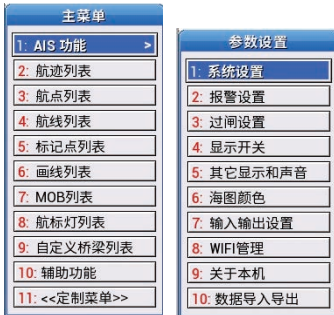 主菜单
1: AIS 功能 >
2: 航迹列表
3: 航点列表
4: 航线列表
5: 标记点列表
6: 画线列表
7: MOB列表
8: 航标灯列表
9: 自定义桥梁列表
10: 辅助功能
11: <<定制菜单>>
参数设置
1: 系统设置
2: 报警设置
3: 过闸设置
4: 显示开关
5: 其它显示和声音
6: 海图颜色
7: 输入输出设置
8: WIFI管理
9: 关于本机
10: 数据导入导出